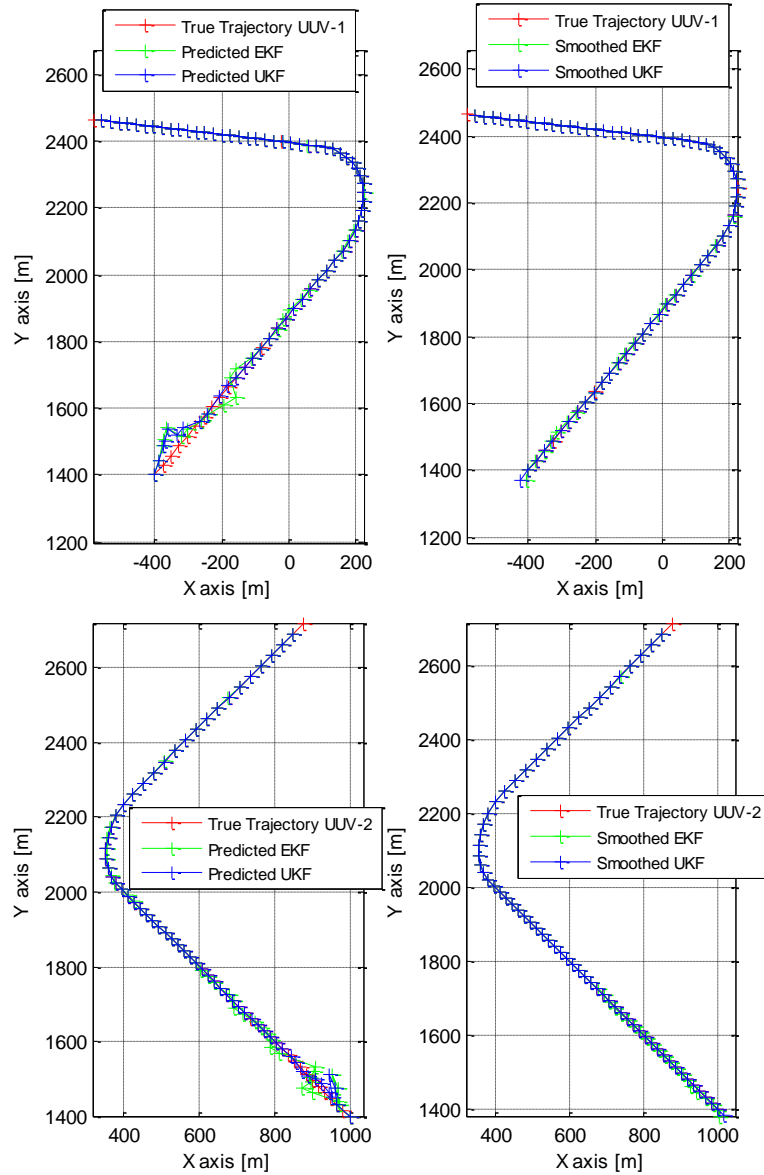 True Trajectory UUV-1
Predicted EKF
Predicted UKF
2600
2400
2200
2000
1800
1600
1400
1200
-400 -200 0 200
Y axis [m]
X axis [m]
True Trajectory UUV-1
Smoothed EKF
Smoothed UKF
2600
2400
2200
2000
1800
1600
1400
1200
-400 -200 0 200
Y axis [m]
X axis [m]
True Trajectory UUV-2
Predicted EKF
Predicted UKF
2600
2400
2200
2000
1800
1600
1400
400 600 800 1000
Y axis [m]
X axis [m]
True Trajectory UUV-2
Smoothed EKF
Smoothed UKF
2600
2400
2200
2000
1800
1600
1400
400 600 800 1000
Y axis [m]
X axis [m]